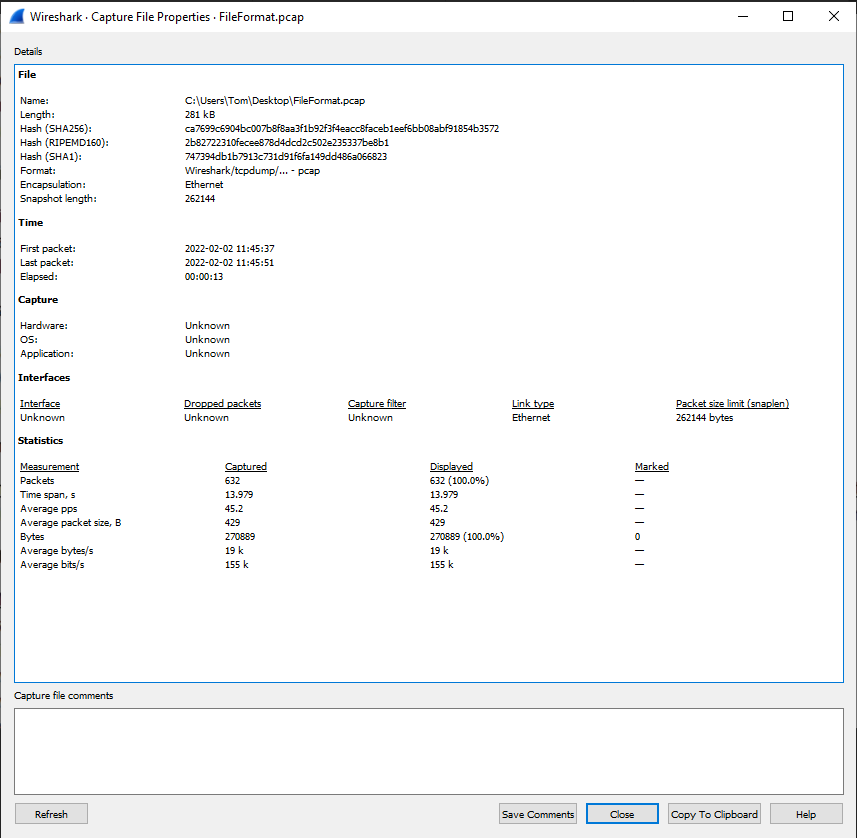 Wireshark · Capture File Properties · FileFormat.pcap
Details
File
Name: C:\Users\Tom\Desktop\FileFormat.pcap
Length: 281 kB
Hash (SHA256): ca7699c6904bc007b8f8aa3f1b92f3f4eacc8faceb1eef6bb08abf91854b3572
Hash (RIPEMD160): 2b82722310fecee878d4dcd2c502e235337be8b1
Hash (SHA1): 747394db1b7913c731d91f6fa149dd486a066823
Format: Wireshark/tcpdump/... - pcap
Encapsulation: Ethernet
Snapshot length: 262144
Time
First packet: 2022-02-02 11:45:37
Last packet: 2022-02-02 11:45:51
Elapsed: 00:00:13
Capture
Hardware: Unknown
OS: Unknown
Application: Unknown
Interfaces
Interface Dropped packets Capture filter Link type Packet size limit (snaplen)
Unknown Unknown Unknown Ethernet 262144 bytes
Statistics
Measurement Captured Displayed Marked
Packets 632 632 (100.0%) —
Time span, s 13.979 13.979 —
Average pps 45.2 45.2 —
Average packet size, B 429 429 —
Bytes 270889 270889 (100.0%) 0
Average bytes/s 19 k 19 k —
Average bits/s 155 k 155 k —
Capture file comments
Refresh Save Comments Close Copy To Clipboard Help